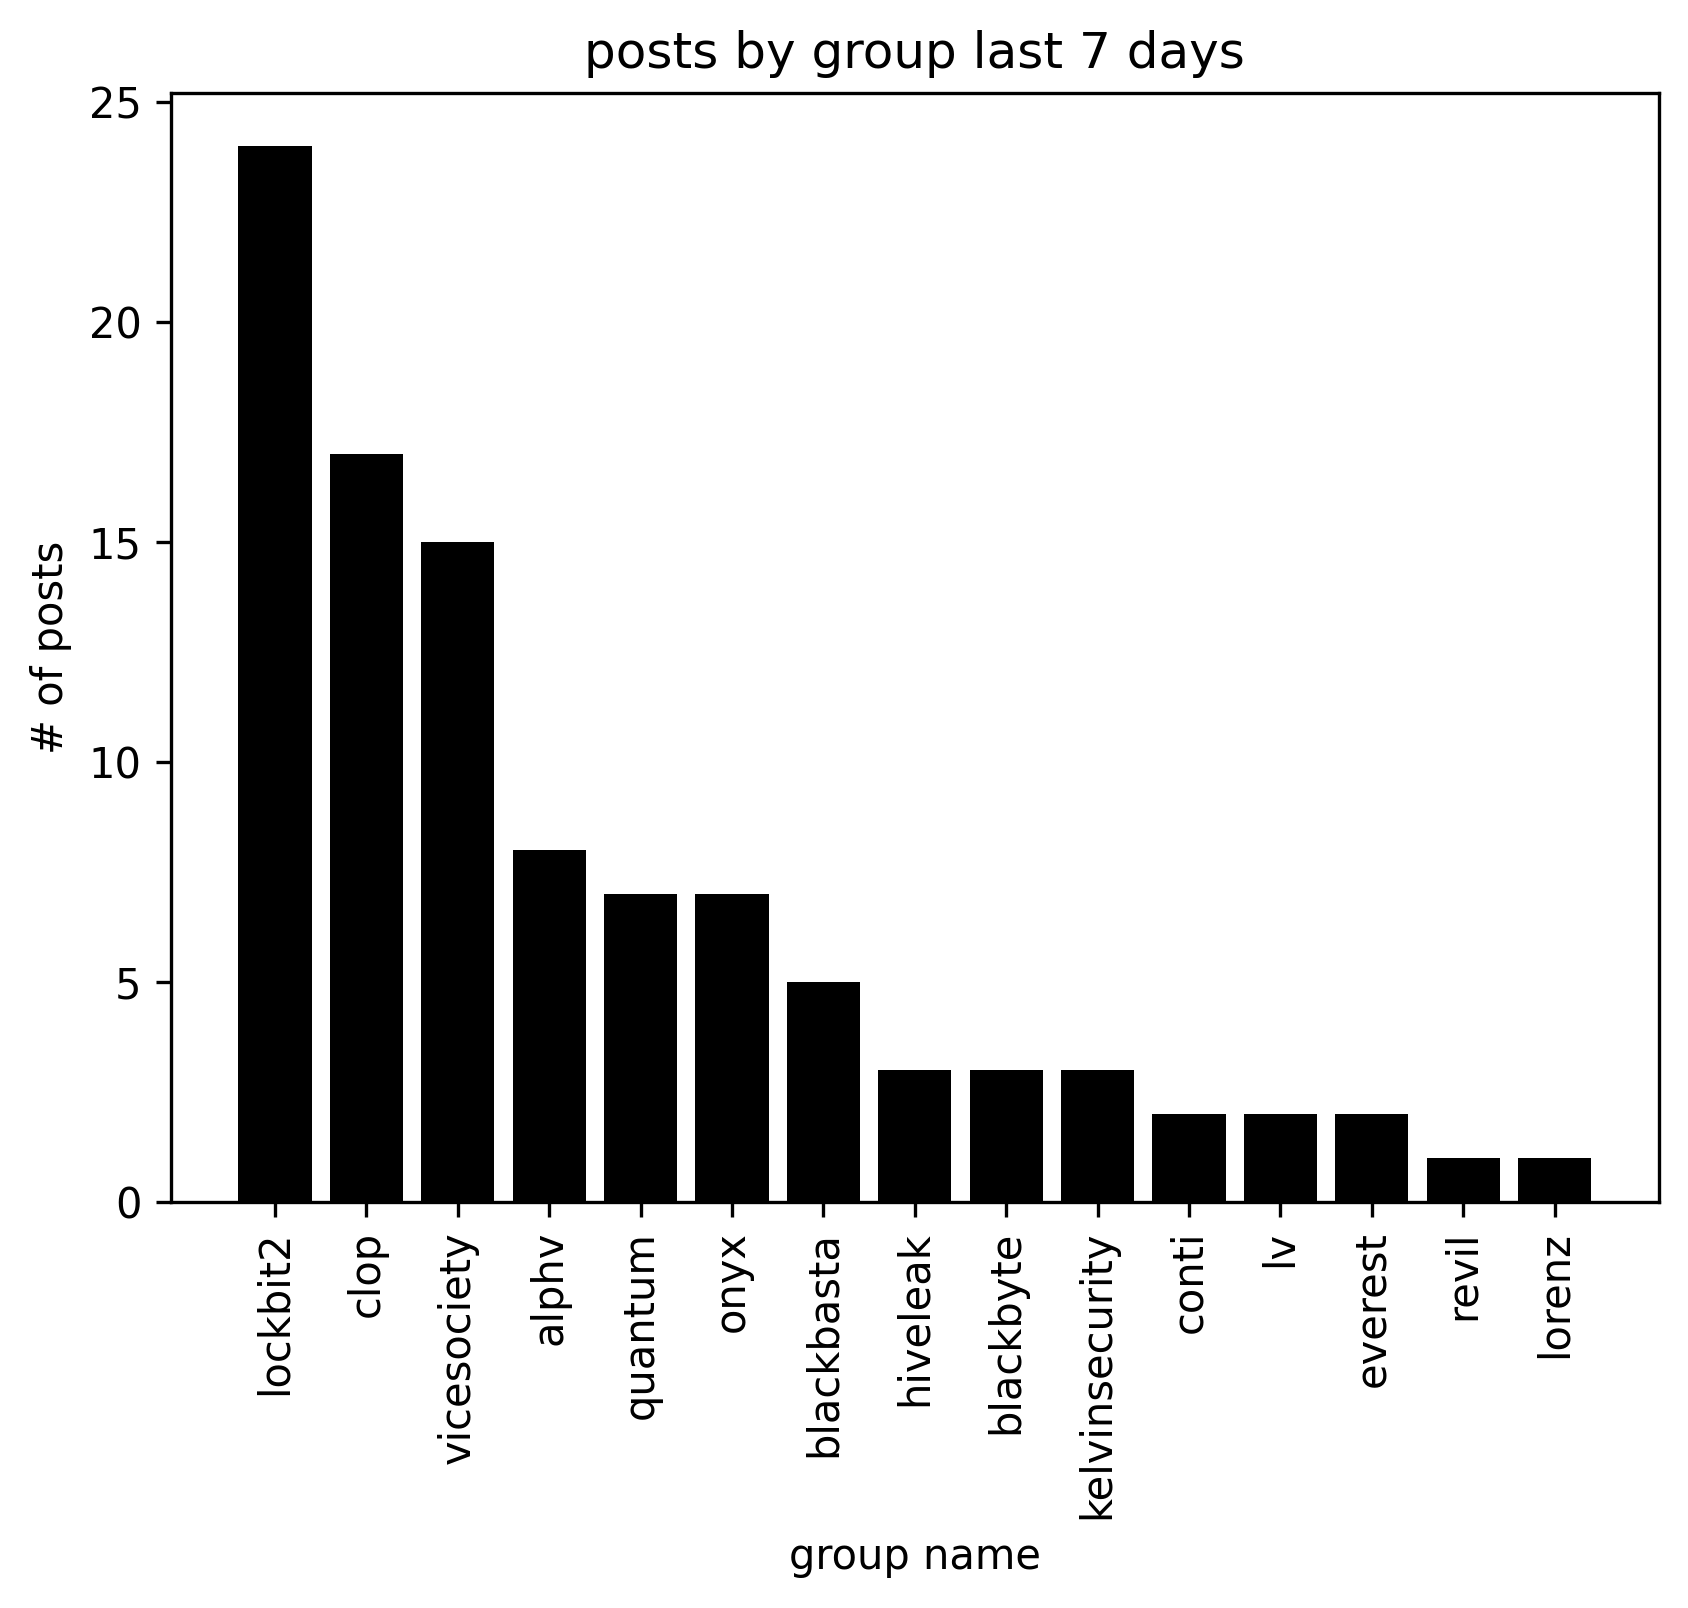 posts by group last 7 days
25
20
15
10
5
0
# of posts
lockbit2
clop
vicesociety
alphv
quantum
onyx
blackbasta
hiveleak
blackbyte
kelvinsecurity
conti
lv
everest
revil
lorenz
group name